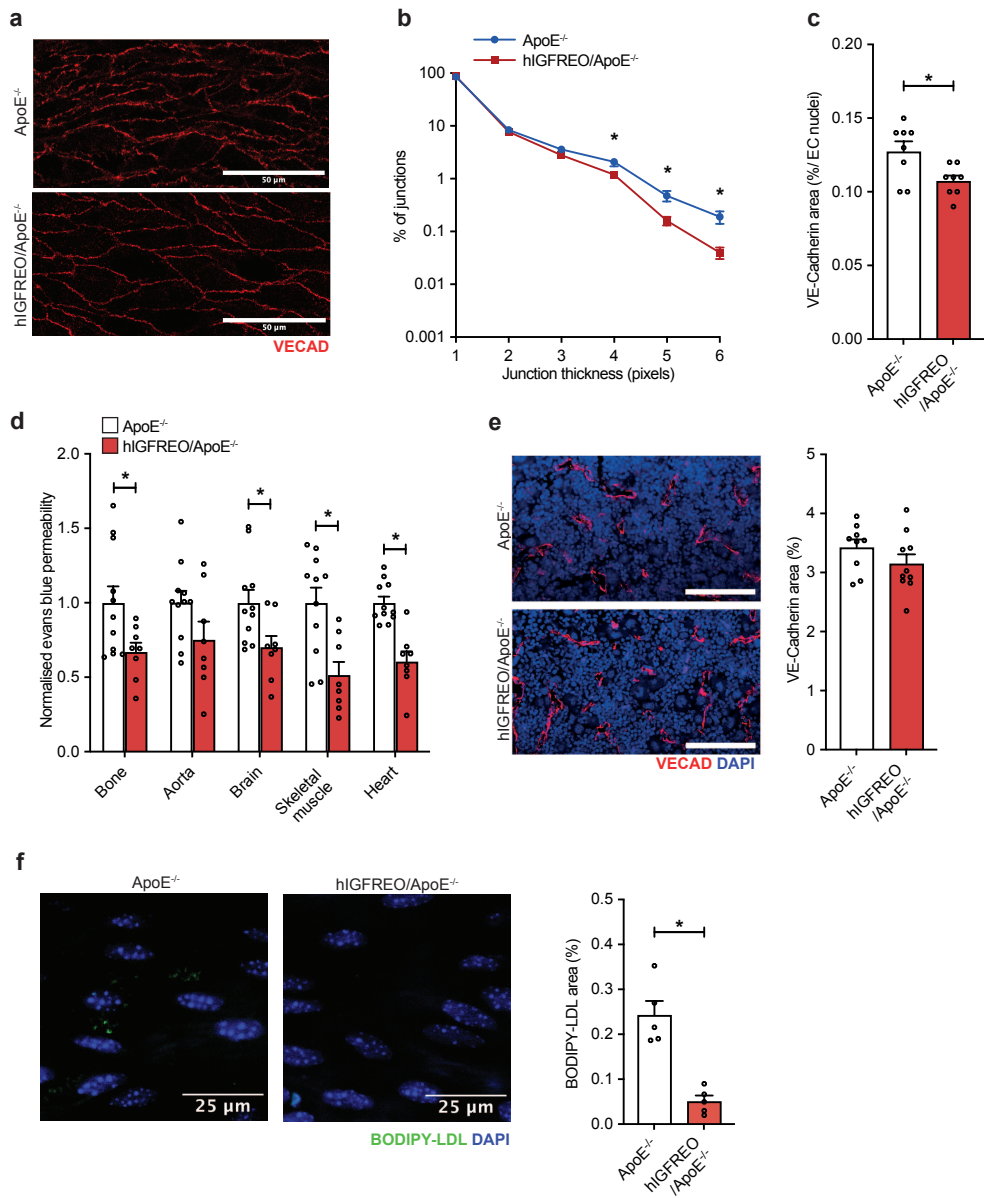 a
ApoE-/-
50 μm
hIGFREO/ApoE-/-
50 μm
VECAD
b
ApoE-/-
hIGFREO/ApoE-/-
% of junctions
100
10
1
0.1
0.01
0.001
*
*
*
1 2 3 4 5 6
Junction thickness (pixels)
c
VE-Cadherin area (%/ EC nuclei)
0.20
0.15
0.10
0.05
0.00
*
ApoE-/-
hIGFREO
/ApoE-/-
d
ApoE-/-
hIGFREO/ApoE-/-
Normalised evans blue permeability
2.0
1.5
1.0
0.5
0.0
*
*
*
*
Bone
Aorta
Brain
Skeletal
muscle
Heart
e
ApoE-/-
hIGFREO/ApoE-/-
VECAD DAPI
VE-Cadherin area (%)
5
4
3
2
1
0
ApoE-/-
hIGFREO
/ApoE-/-
f
ApoE-/-
25 μm
hIGFREO/ApoE-/-
25 μm
BODIPY-LDL DAPI
BODIPY-LDL area (%)
0.5
0.4
0.3
0.2
0.1
0.0
*
ApoE-/-
hIGFREO
/ApoE-/-